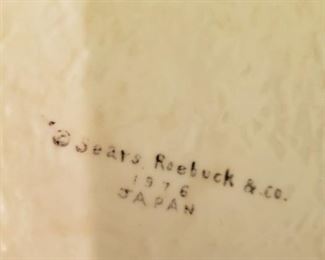 © Sears, Roebuck & Co.
1976
JAPAN